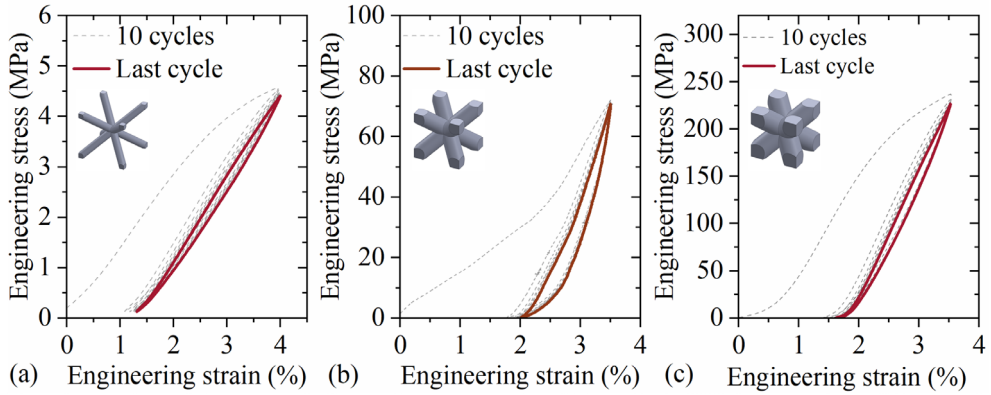 Engineering stress (MPa)
6
5
4
3
2
1
0
10 cycles
Last cycle
0 1 2 3 4
(a) Engineering strain (%)
Engineering stress (MPa)
100
80
60
40
20
0
10 cycles
Last cycle
0 1 2 3 4
(b) Engineering strain (%)
Engineering stress (MPa)
300
250
200
150
100
50
0
10 cycles
Last cycle
0 1 2 3 4
(c) Engineering strain (%)